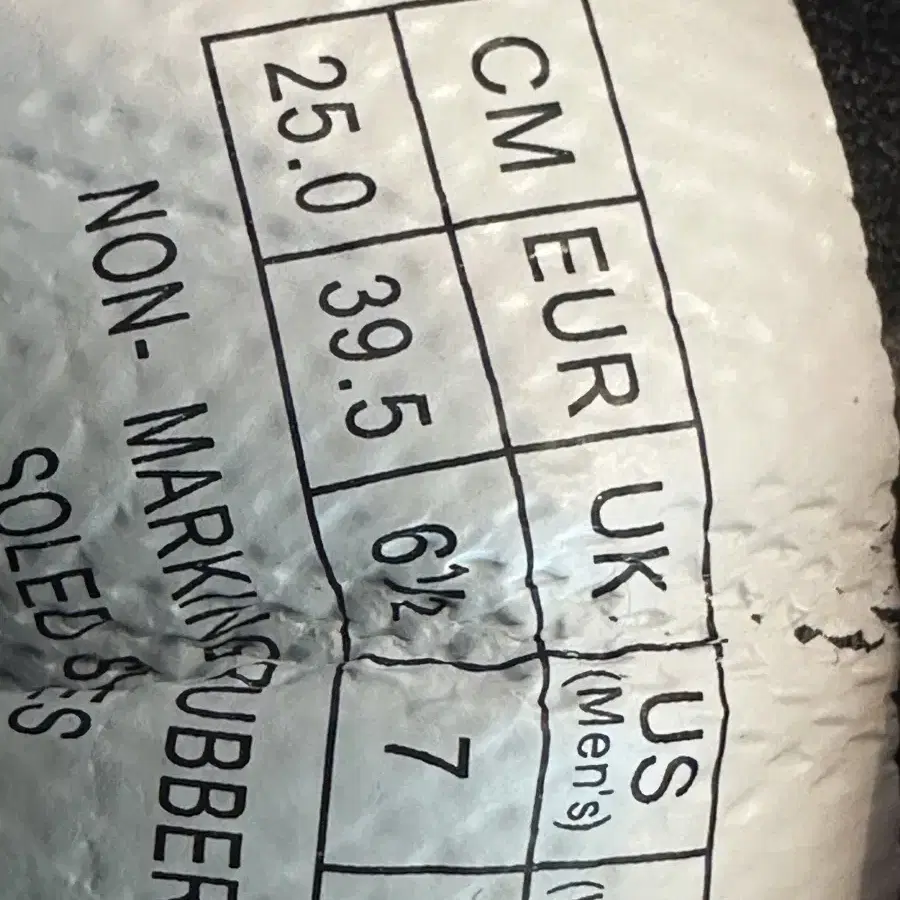 CM EUR UK US
(Men's)
25.0 39.5 6½ 7
NON- MARKING RUBBER
SOLED